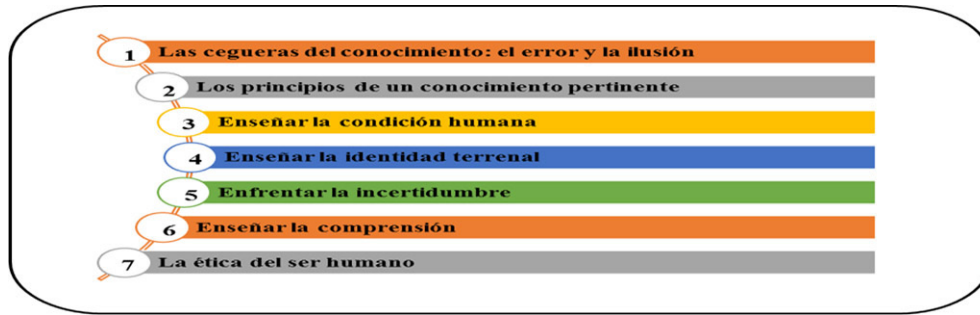 1 Las cegueras del conocimiento: el error y la ilusión
2 Los principios de un conocimiento pertinente
3 Enseñar la condición humana
4 Enseñar la identidad terrenal
5 Enfrentar la incertidumbre
6 Enseñar la comprensión
7 La ética del ser humano